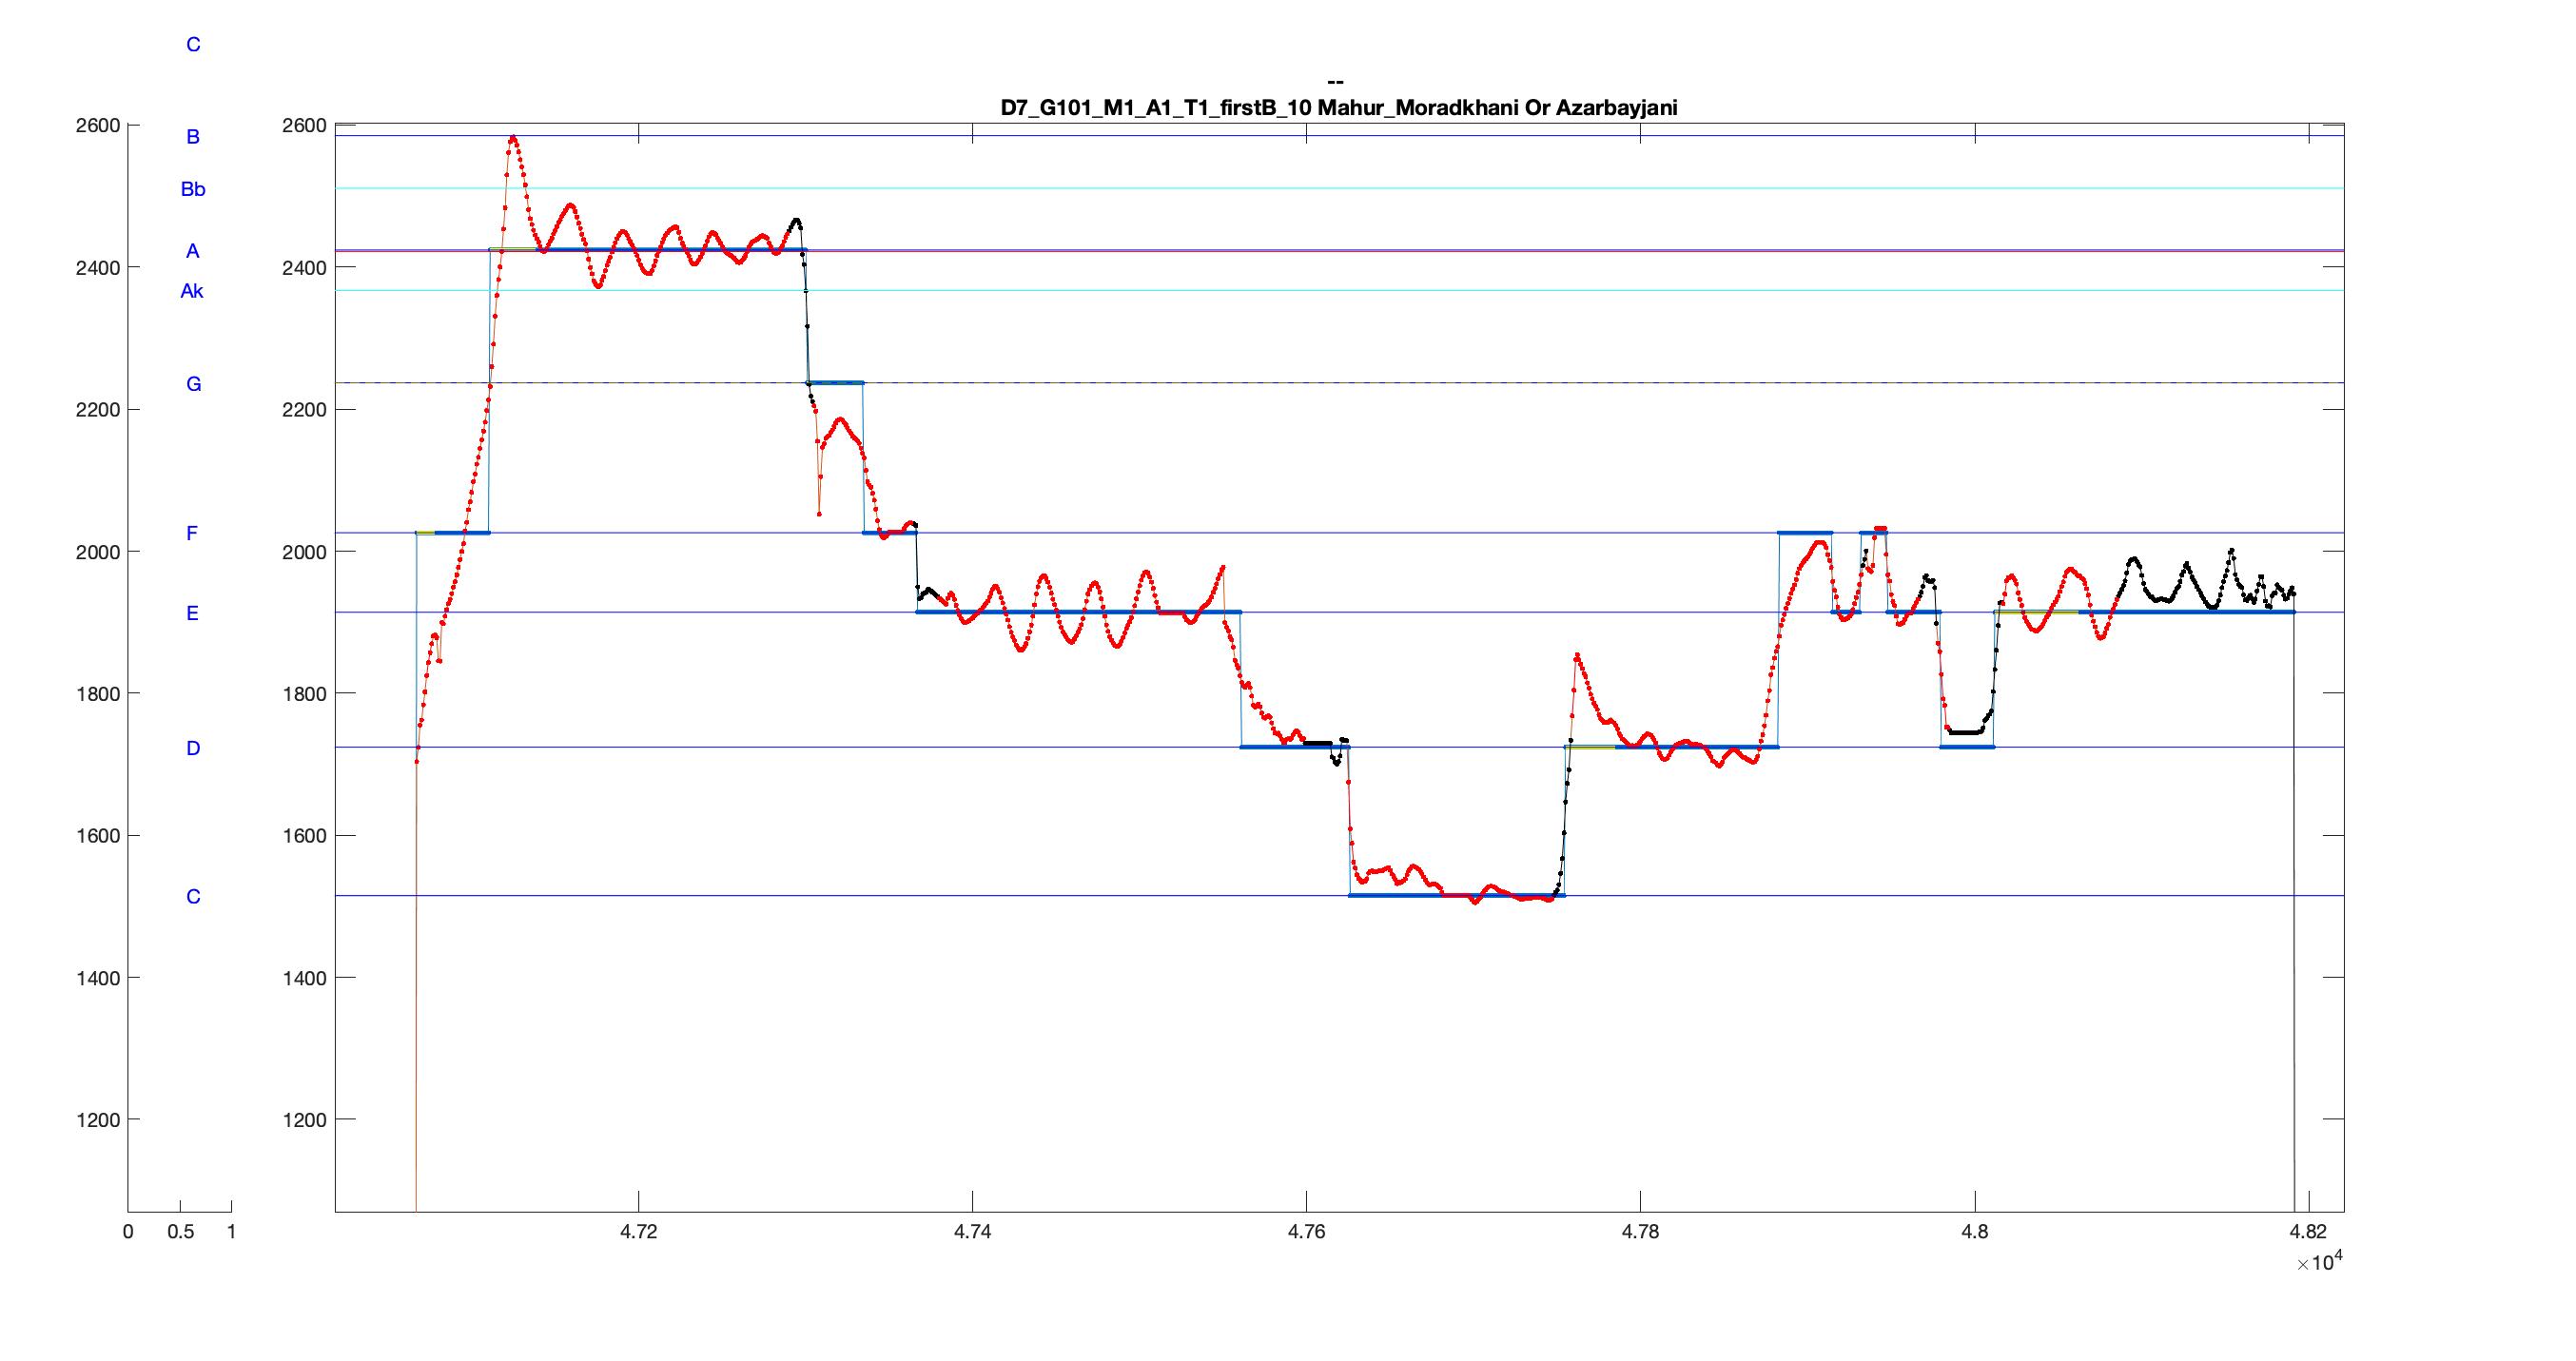 C
--
D7_G101_M1_A1_T1_firstB_10 Mahur_Moradkhani Or Azarbayjani
2600 B 2600
Bb
A
2400 2400
Ak
G
2200 2200
F
2000 2000
E
1800 1800
D
1600 1600
C
1400 1400
1200 1200
0 0.5 1 4.72 4.74 4.76 4.78 4.8 4.82
×10^4